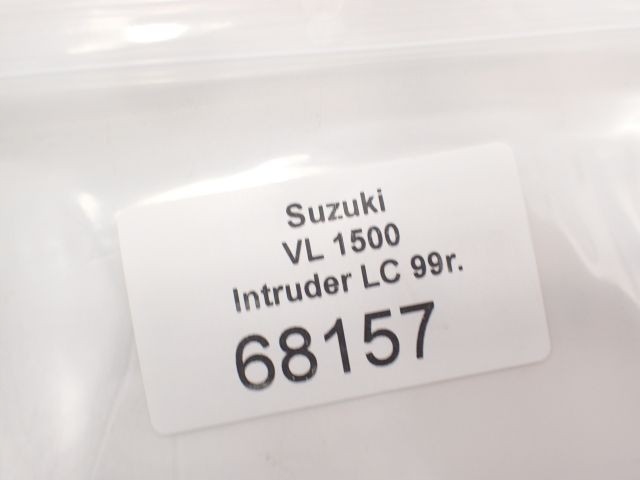 Suzuki
VL 1500
Intruder LC 99r.
68157